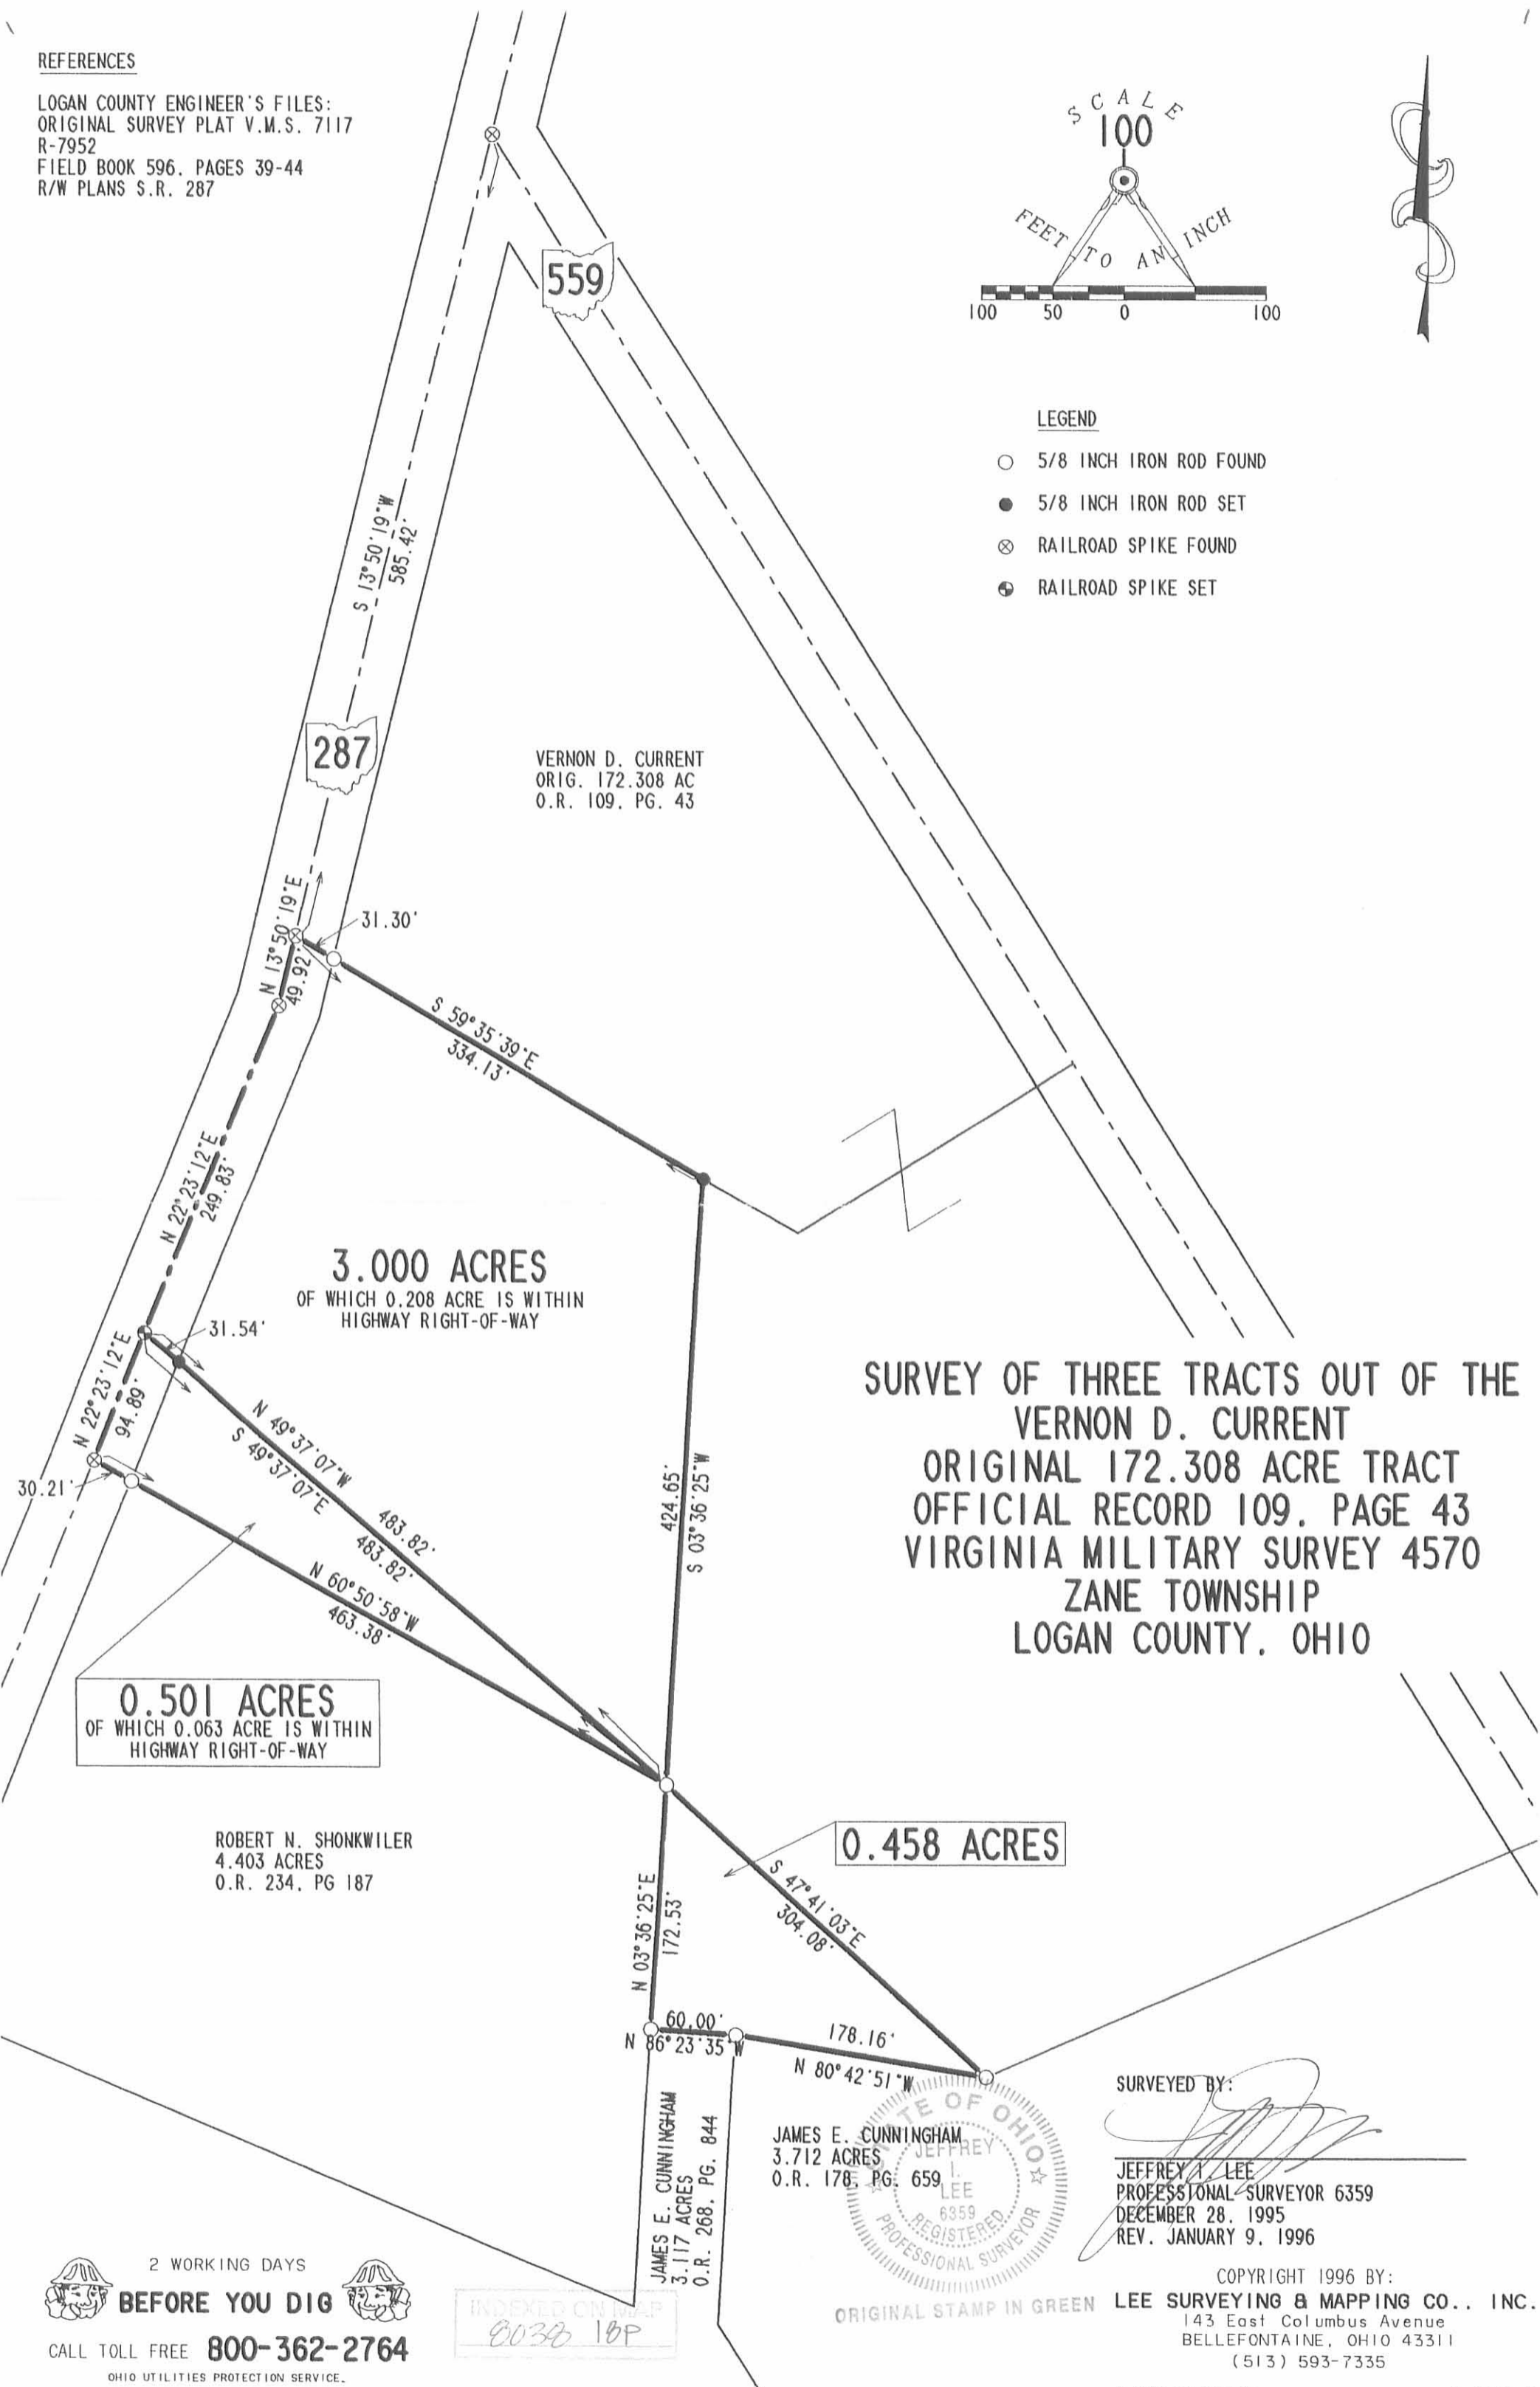 REFERENCES
LOGAN COUNTY ENGINEER'S FILES:
ORIGINAL SURVEY PLAT V.M.S. 7117
R-7952
FIELD BOOK 596. PAGES 39-44
R/W PLANS S.R. 287
SCALE
100
FEET TO AN INCH
100 50 0 100
LEGEND
5/8 INCH IRON ROD FOUND
5/8 INCH IRON ROD SET
RAILROAD SPIKE FOUND
RAILROAD SPIKE SET
559
S 13°50'19"W
585.42'
287
VERNON D. CURRENT
ORIG. 172.308 AC
O.R. 109. PG. 43
N 13°50'19"E
49.92'
31.30'
S 59°35'39"E
334.13'
N 22°23'12"E
249.83'
3.000 ACRES
OF WHICH 0.208 ACRE IS WITHIN
HIGHWAY RIGHT-OF-WAY
31.54'
N 22°23'12"E
94.89'
30.21'
N 49°37'07"W 483.82'
S 49°37'07"E 483.82'
424.65'
S 03°36'25"W
N 60°50'58"W
463.38'
SURVEY OF THREE TRACTS OUT OF THE
VERNON D. CURRENT
ORIGINAL 172.308 ACRE TRACT
OFFICIAL RECORD 109. PAGE 43
VIRGINIA MILITARY SURVEY 4570
ZANE TOWNSHIP
LOGAN COUNTY. OHIO
0.501 ACRES
OF WHICH 0.063 ACRE IS WITHIN
HIGHWAY RIGHT-OF-WAY
ROBERT N. SHONKWILER
4.403 ACRES
O.R. 234. PG 187
0.458 ACRES
N 03°36'25"E
172.53'
S 47°41'03"E
304.08'
60.00'
N 86°23'35"W
178.16'
N 80°42'51"W
JAMES E. CUNNINGHAM
3.117 ACRES
O.R. 268. PG. 844
JAMES E. CUNNINGHAM
3.712 ACRES
O.R. 178. PG. 659
STATE OF OHIO
JEFFREY
I.
LEE
6359
REGISTERED
PROFESSIONAL SURVEYOR
ORIGINAL STAMP IN GREEN
SURVEYED BY:
JEFFREY I. LEE
PROFESSIONAL SURVEYOR 6359
DECEMBER 28. 1995
REV. JANUARY 9. 1996
COPYRIGHT 1996 BY:
LEE SURVEYING & MAPPING CO.. INC.
143 East Columbus Avenue
BELLEFONTAINE, OHIO 43311
(513) 593-7335
2 WORKING DAYS
BEFORE YOU DIG
CALL TOLL FREE 800-362-2764
OHIO UTILITIES PROTECTION SERVICE.
INDEXED ON MAP
8038 18P